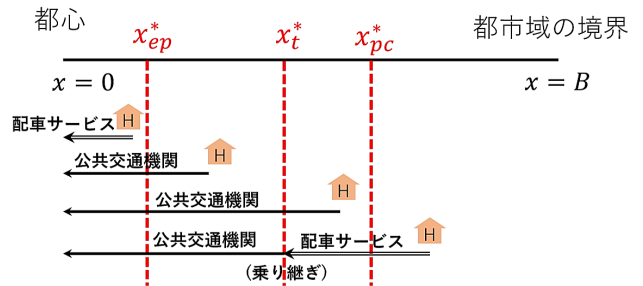 都心
x*ep
x*t
x*pc
都市域の境界
x = 0
x = B
配車サービス
H
公共交通機関
H
公共交通機関
H
公共交通機関
配車サービス
H
(乗り継ぎ)